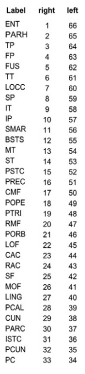 Label right left
ENT 1 66
PARH 2 65
TP 3 64
FP 4 63
FUS 5 62
TT 6 61
LOCC 7 60
SP 8 59
IT 9 58
IP 10 57
SMAR 11 56
BSTS 12 55
MT 13 54
ST 14 53
PSTC 15 52
PREC 16 51
CMF 17 50
POPE 18 49
PTRI 19 48
RMF 20 47
PORB 21 46
LOF 22 45
CAC 23 44
RAC 24 43
SF 25 42
MOF 26 41
LING 27 40
PCAL 28 39
CUN 29 38
PARC 30 37
ISTC 31 36
PCUN 32 35
PC 33 34